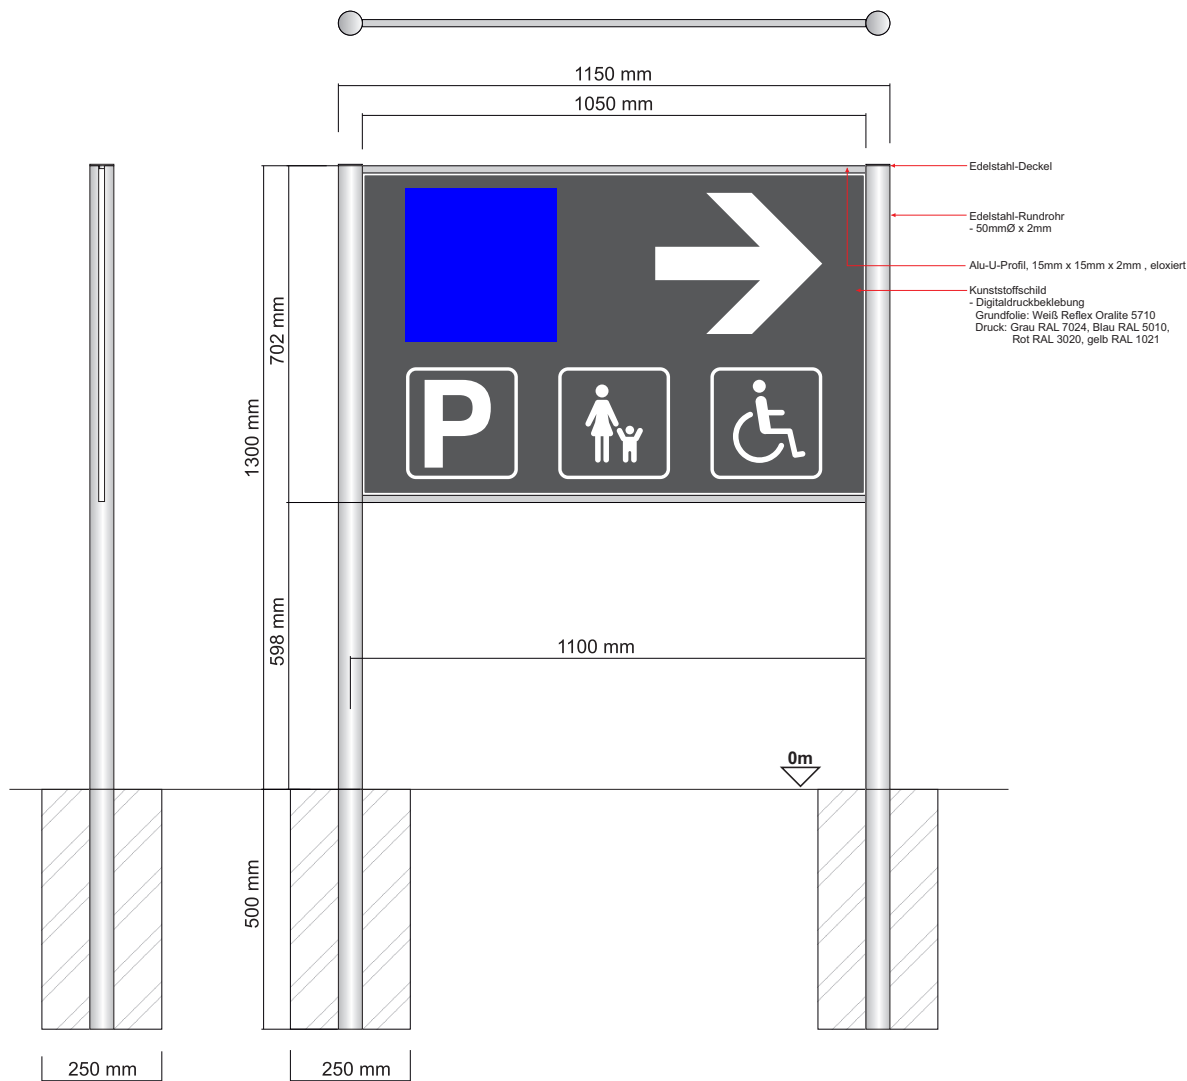 1150 mm
1050 mm
Edelstahl-Deckel
Edelstahl-Rundrohr
- 50mmØ x 2mm
Alu-U-Profil, 15mm x 15mm x 2mm , eloxiert
Kunststoffschild
- Digitaldruckbeklebung
Grundfolie: Weiß Reflex Oralite 5710
Druck: Grau RAL 7024, Blau RAL 5010,
Rot RAL 3020, gelb RAL 1021
702 mm
P
1300 mm
598 mm
1100 mm
0m
500 mm
250 mm
250 mm